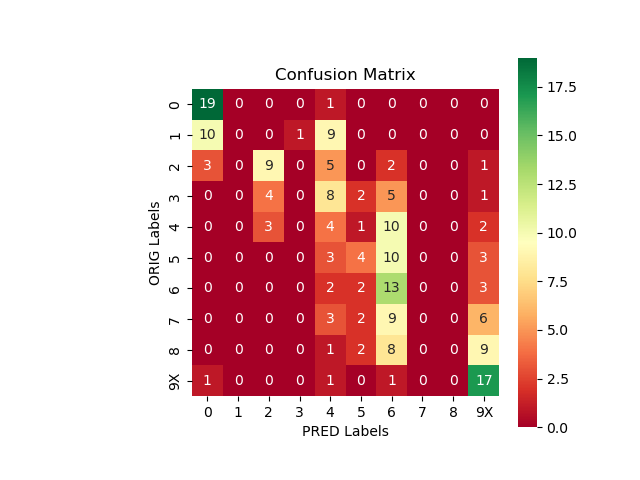 Confusion Matrix
ORIG Labels
0 19 0 0 0 1 0 0 0 0 0
1 10 0 0 1 9 0 0 0 0 0
2 3 0 9 0 5 0 2 0 0 1
3 0 0 4 0 8 2 5 0 0 1
4 0 0 3 0 4 1 10 0 0 2
5 0 0 0 0 3 4 10 0 0 3
6 0 0 0 0 2 2 13 0 0 3
7 0 0 0 0 3 2 9 0 0 6
8 0 0 0 0 1 2 8 0 0 9
9X 1 0 0 0 1 0 1 0 0 17
0 1 2 3 4 5 6 7 8 9X
PRED Labels
17.5
15.0
12.5
10.0
7.5
5.0
2.5
0.0